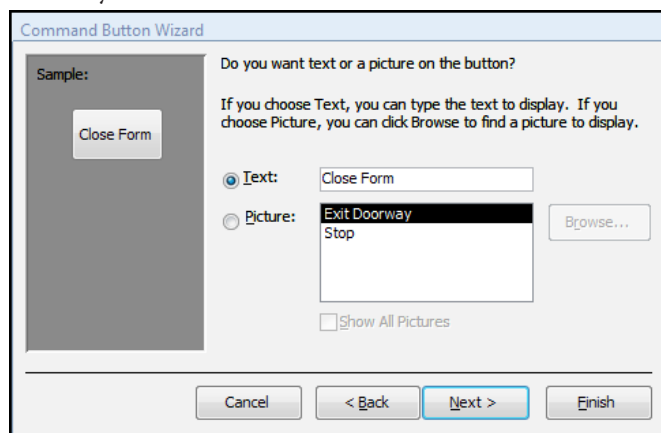 Command Button Wizard
Sample:
Close Form
Do you want text or a picture on the button?
If you choose Text, you can type the text to display. If you
choose Picture, you can click Browse to find a picture to display.
Text: Close Form
Picture: Exit Doorway
Stop
Browse...
Show All Pictures
Cancel < Back Next > Finish